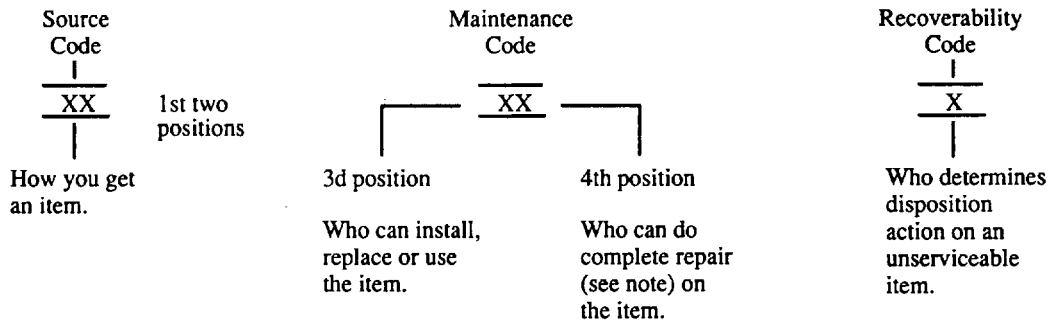 Source
Code
XX
1st two
positions
How you get
an item.
Maintenance
Code
XX
3d position
Who can install,
replace or use
the item.
4th position
Who can do
complete repair
(see note) on
the item.
Recoverability
Code
X
Who determines
disposition
action on an
unserviceable
item.